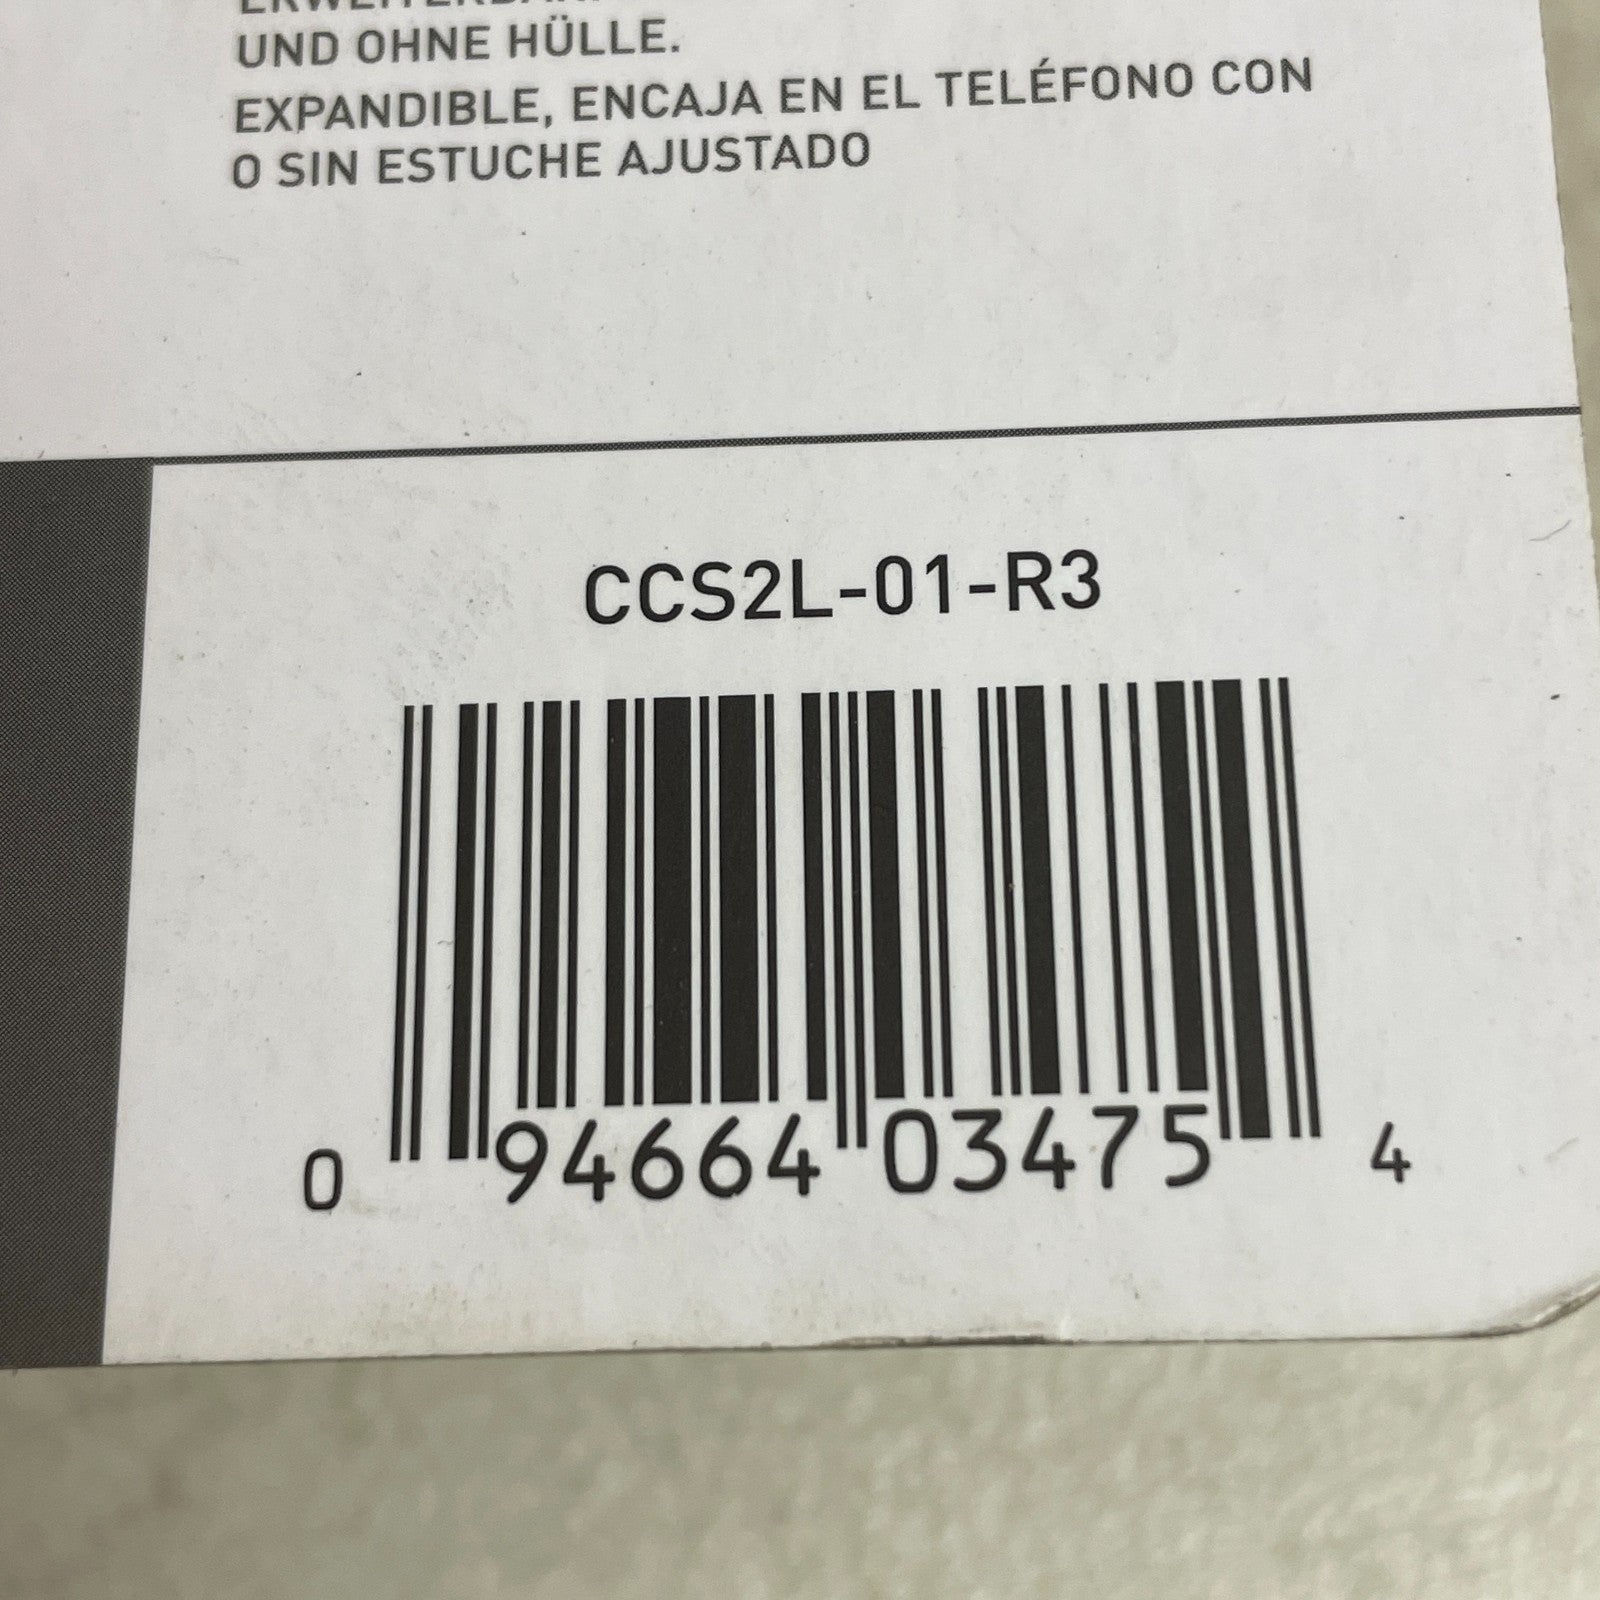 UND OHNE HÜLLE.
EXPANDIBLE, ENCAJA EN EL TELÉFONO CON
O SIN ESTUCHE AJUSTADO
CCS2L-01-R3
0 94664 03475 4